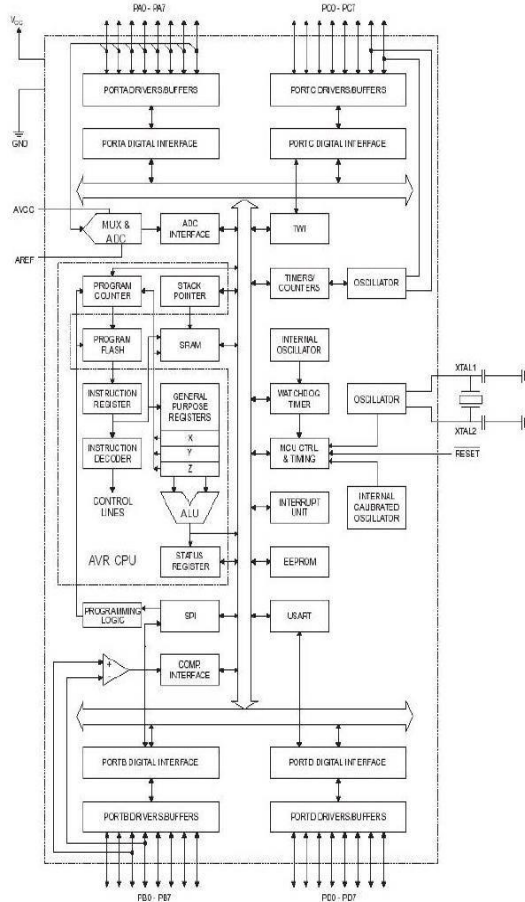 PA0 - PA7
PC0 - PC7
VCC
GND
PORTA DRIVERS/BUFFERS
PORTC DRIVERS/BUFFERS
PORTA DIGITAL INTERFACE
PORTC DIGITAL INTERFACE
AVCC
MUX &
ADC
ADC
INTERFACE
TWI
AREF
PROGRAM
COUNTER
STACK
POINTER
TIMERS/
COUNTERS
OSCILLATOR
PROGRAM
FLASH
SRAM
INTERNAL
OSCILLATOR
XTAL1
INSTRUCTION
REGISTER
GENERAL
PURPOSE
REGISTERS
WATCHDOG
TIMER
OSCILLATOR
XTAL2
X
INSTRUCTION
DECODER
Y
MCU CTRL
& TIMING
RESET
Z
CONTROL
LINES
INTERRUPT
UNIT
INTERNAL
CALIBRATED
OSCILLATOR
ALU
AVR CPU
STATUS
REGISTER
EEPROM
PROGRAMMING
LOGIC
SPI
USART
+
-
COMP.
INTERFACE
PORTB DIGITAL INTERFACE
PORTD DIGITAL INTERFACE
PORTB DRIVERS/BUFFERS
PORTD DRIVERS/BUFFERS
PB0 - PB7
PD0 - PD7